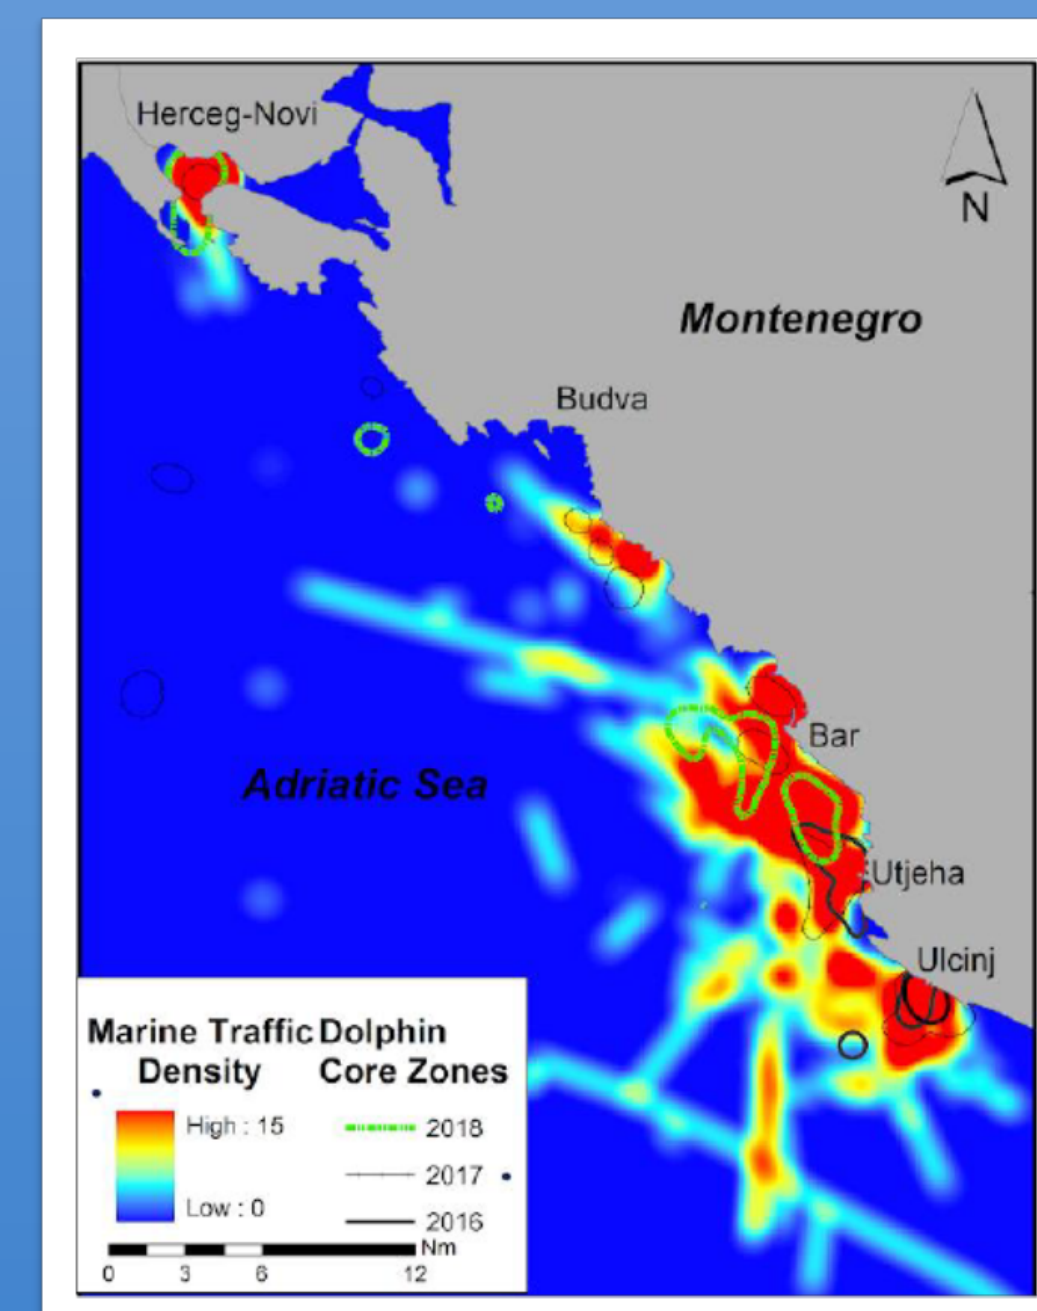 Herceg-Novi
N
Montenegro
Budva
Bar
Adriatic Sea
Utjeha
Ulcinj
Marine Traffic Density
High : 15
Low : 0
Dolphin Core Zones
2018
2017
2016
Nm
0 3 6 12